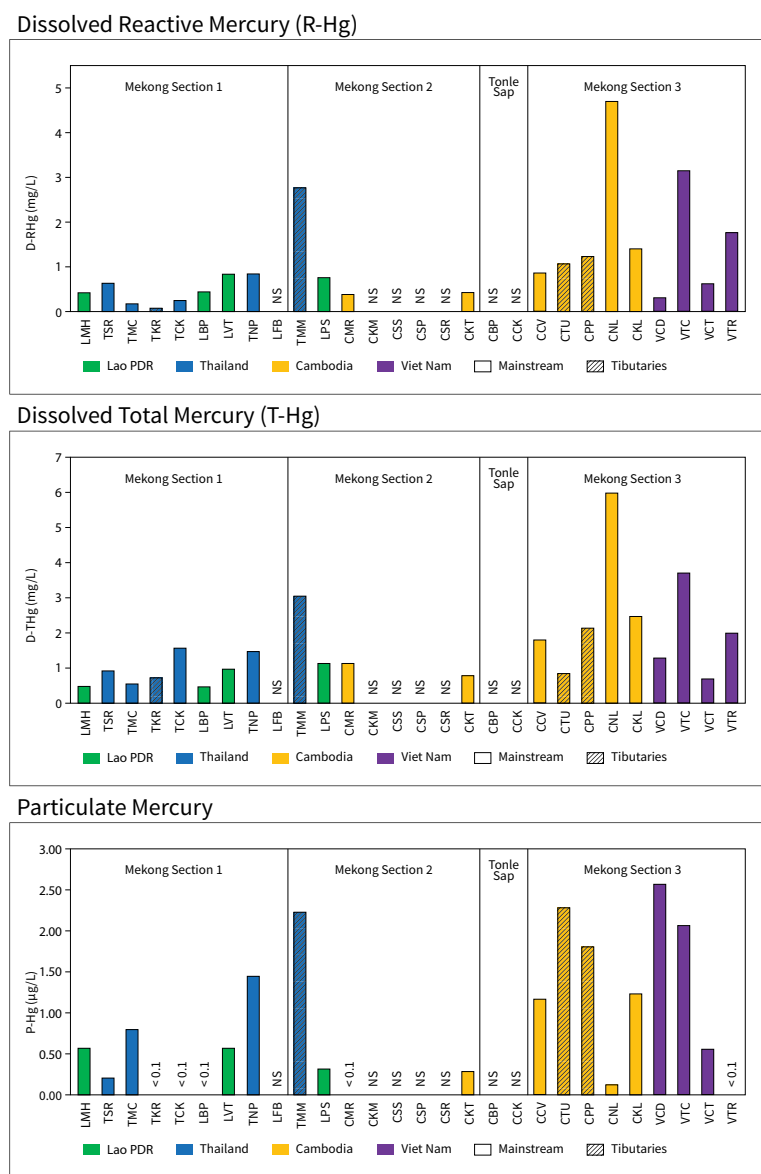 Dissolved Reactive Mercury (R-Hg)
Mekong Section 1 Mekong Section 2 Tonle Sap Mekong Section 3
D-RHg (mg/L)
5
4
3
2
1
0
NS NS NS NS NS NS NS
LMH TSR TMC TKR TCK LBP LVT TNP LFB TMM LPS CMR CKM CSS CSP CSR CKT CBP CCK CCV CTU CPP CNL CKL VCD VTC VCT VTR
Lao PDR Thailand Cambodia Viet Nam Mainstream Tibutaries
Dissolved Total Mercury (T-Hg)
Mekong Section 1 Mekong Section 2 Tonle Sap Mekong Section 3
D-THg (mg/L)
7
6
5
4
3
2
1
0
NS NS NS NS NS NS NS
LMH TSR TMC TKR TCK LBP LVT TNP LFB TMM LPS CMR CKM CSS CSP CSR CKT CBP CCK CCV CTU CPP CNL CKL VCD VTC VCT VTR
Lao PDR Thailand Cambodia Viet Nam Mainstream Tibutaries
Particulate Mercury
Mekong Section 1 Mekong Section 2 Tonle Sap Mekong Section 3
P-Hg (µg/L)
3.00
2.50
2.00
1.50
1.00
0.50
0.00
< 0.1 < 0.1 < 0.1 NS < 0.1 NS NS NS NS NS NS < 0.1
LMH TSR TMC TKR TCK LBP LVT TNP LFB TMM LPS CMR CKM CSS CSP CSR CKT CBP CCK CCV CTU CPP CNL CKL VCD VTC VCT VTR
Lao PDR Thailand Cambodia Viet Nam Mainstream Tibutaries